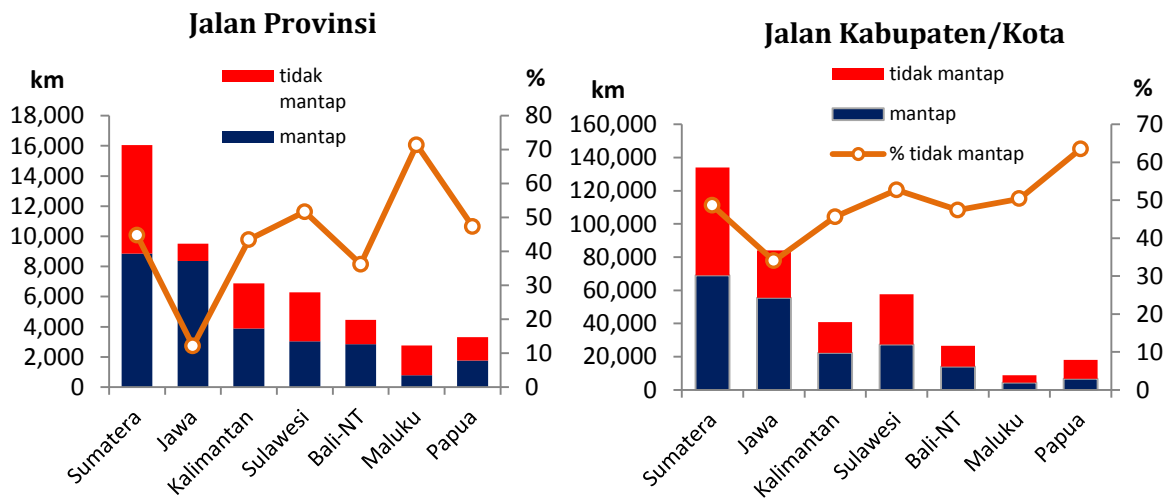 Jalan Provinsi
km
%
tidak
mantap
mantap
18,000
16,000
14,000
12,000
10,000
8,000
6,000
4,000
2,000
0
80
70
60
50
40
30
20
10
0
Sumatera
Jawa
Kalimantan
Sulawesi
Bali-NT
Maluku
Papua
Jalan Kabupaten/Kota
km
%
tidak mantap
mantap
% tidak mantap
160,000
140,000
120,000
100,000
80,000
60,000
40,000
20,000
0
70
60
50
40
30
20
10
0
Sumatera
Jawa
Kalimantan
Sulawesi
Bali-NT
Maluku
Papua